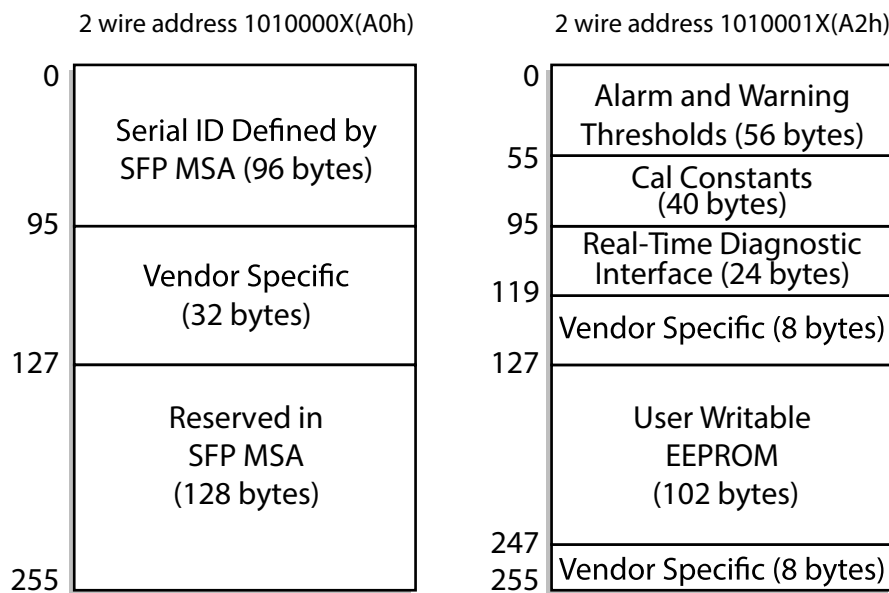 2 wire address 1010000X(A0h)
0
Serial ID Defined by
SFP MSA (96 bytes)
95
Vendor Specific
(32 bytes)
127
Reserved in
SFP MSA
(128 bytes)
255
2 wire address 1010001X(A2h)
0
Alarm and Warning
Thresholds (56 bytes)
55
Cal Constants
(40 bytes)
95
Real-Time Diagnostic
Interface (24 bytes)
119
Vendor Specific (8 bytes)
127
User Writable
EEPROM
(102 bytes)
247
Vendor Specific (8 bytes)
255